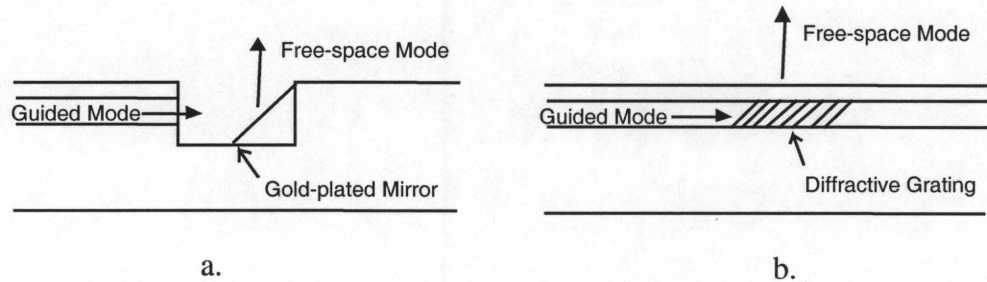 Free-space Mode
Guided Mode
Gold-plated Mirror
a.
Free-space Mode
Guided Mode
Diffractive Grating
b.